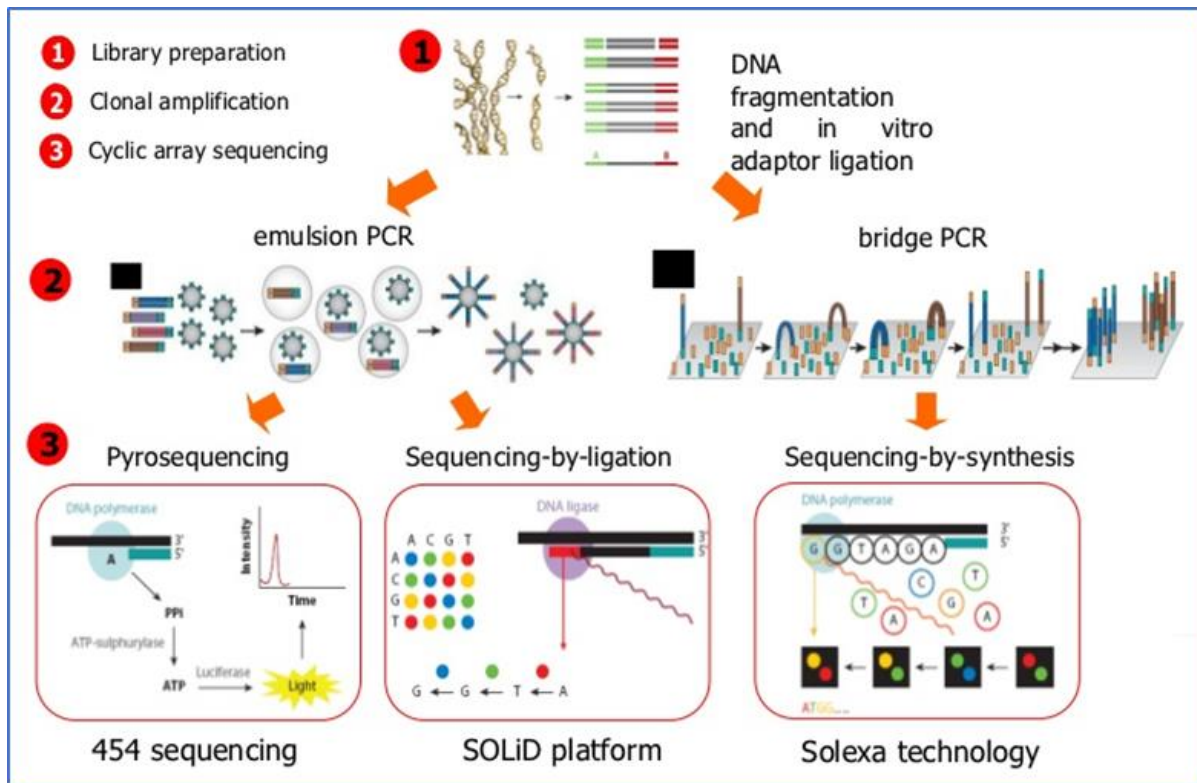 1 Library preparation
2 Clonal amplification
3 Cyclic array sequencing
1
DNA
fragmentation
and in vitro
adaptor ligation
A B
emulsion PCR
bridge PCR
2
3
Pyrosequencing
DNA polymerase
3'
5'
A
PPi
ATP-sulphurylase
Luciferase
ATP
Light
Intensity
Time
454 sequencing
Sequencing-by-ligation
DNA ligase
3'
5'
A C G T
A
C
G
T
G G T A
SOLiD platform
Sequencing-by-synthesis
DNA polymerase
3'
5'
G G T A G A
C T
T A G A
ATGG....
Solexa technology